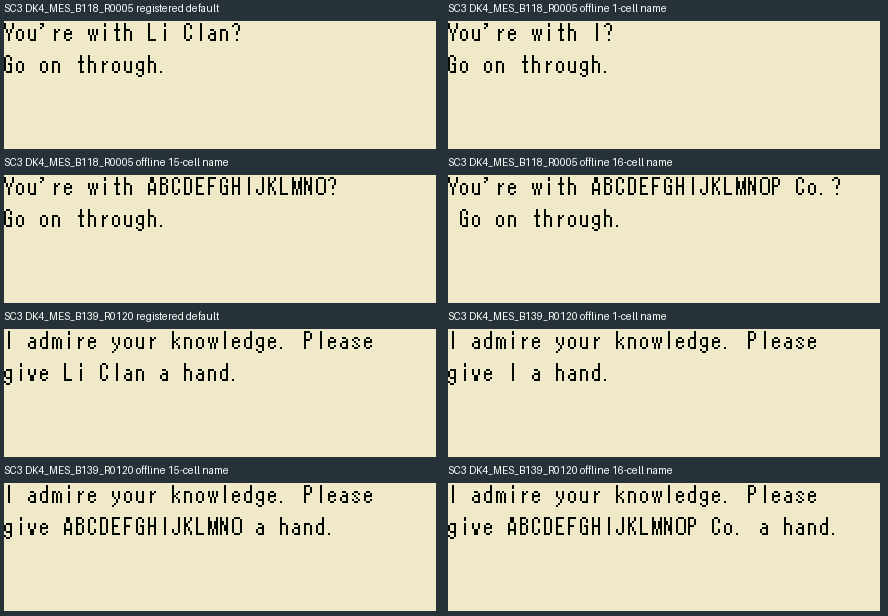 SC3 DK4_MES_B118_R0005 registered default
You're with Li Clan?
Go on through.
SC3 DK4_MES_B118_R0005 offline 1-cell name
You're with I?
Go on through.
SC3 DK4_MES_B118_R0005 offline 15-cell name
You're with ABCDEFGHIJKLMNO?
Go on through.
SC3 DK4_MES_B118_R0005 offline 16-cell name
You're with ABCDEFGHIJKLMNOP Co.?
Go on through.
SC3 DK4_MES_B139_R0120 registered default
I admire your knowledge. Please
give Li Clan a hand.
SC3 DK4_MES_B139_R0120 offline 1-cell name
I admire your knowledge. Please
give I a hand.
SC3 DK4_MES_B139_R0120 offline 15-cell name
I admire your knowledge. Please
give ABCDEFGHIJKLMNO a hand.
SC3 DK4_MES_B139_R0120 offline 16-cell name
I admire your knowledge. Please
give ABCDEFGHIJKLMNOP Co. a hand.